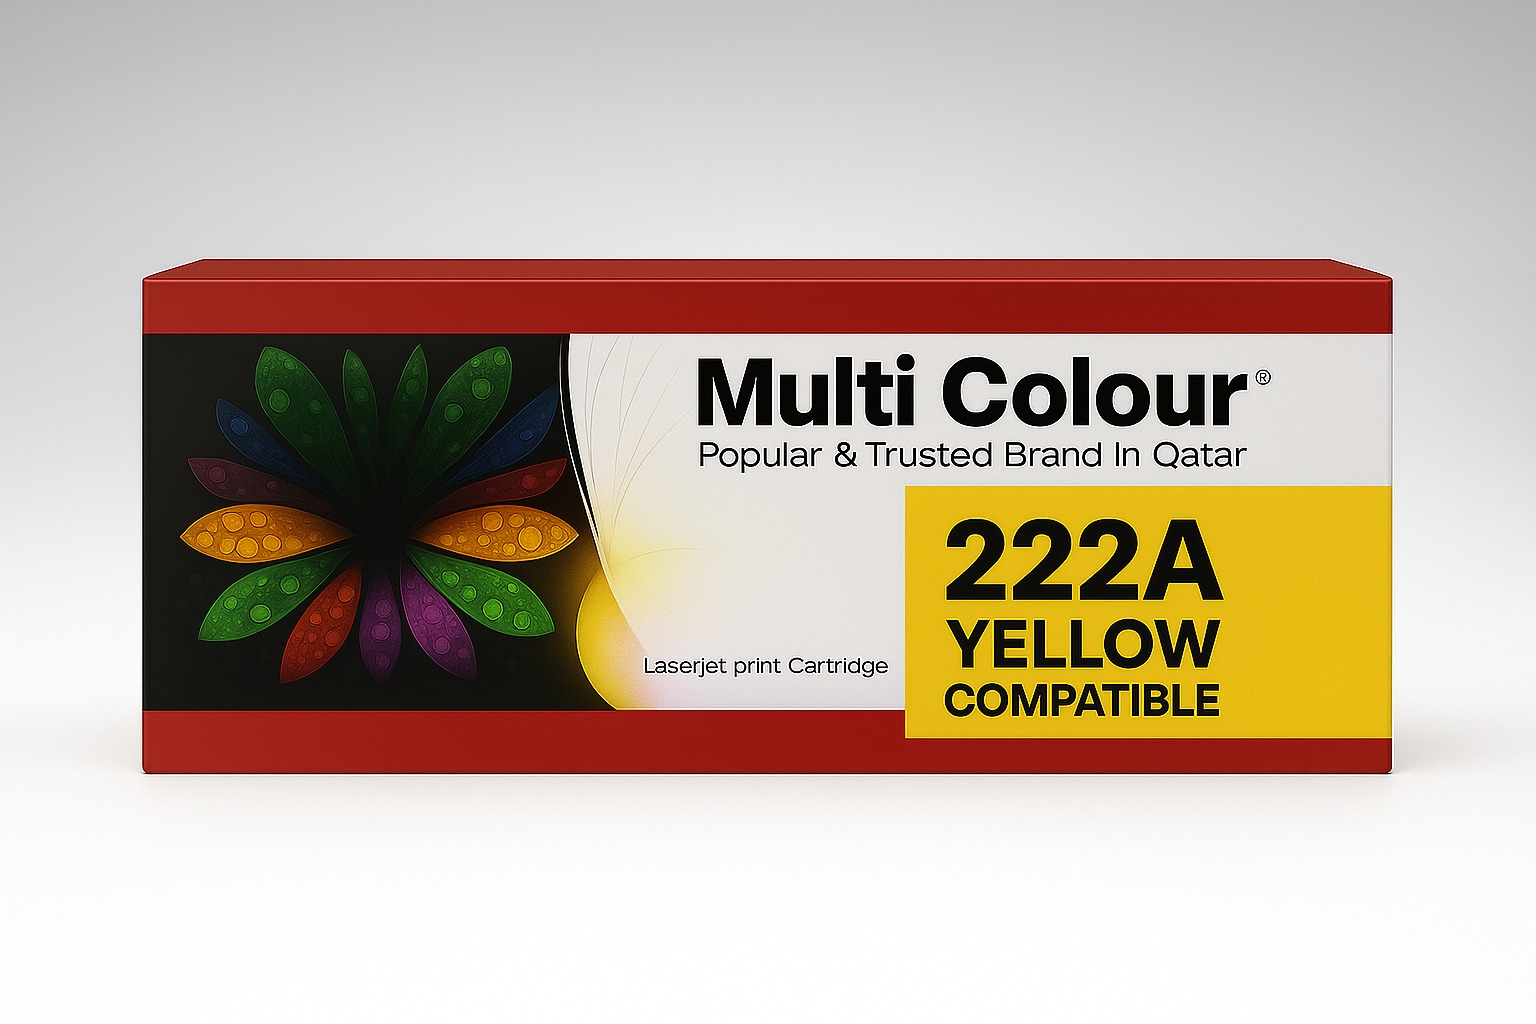 Multi Colour®
Popular & Trusted Brand In Qatar
222A
YELLOW
COMPATIBLE
Laserjet print Cartridge